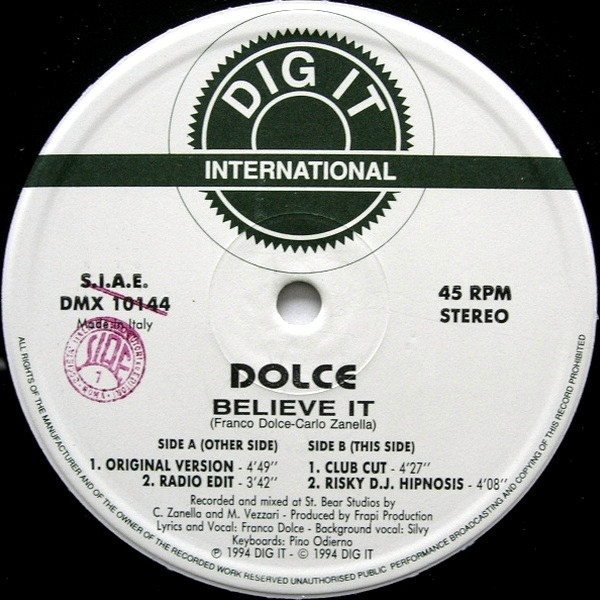 DIG IT
INTERNATIONAL
S.I.A.E.
DMX 10144
Made in Italy
45 RPM
STEREO
SIAE
7
ROMA
DOLCE
BELIEVE IT
(Franco Dolce-Carlo Zanella)
SIDE A (OTHER SIDE)
1. ORIGINAL VERSION - 4'49''
2. RADIO EDIT - 3'42''
SIDE B (THIS SIDE)
1. CLUB CUT - 4'27''
2. RISKY D.J. HIPNOSIS - 4'08''
Recorded and mixed at St. Bear Studios by
C. Zanella and M. Vezzari - Produced by Frapi Production
Lyrics and Vocal: Franco Dolce - Background vocal: Silvy
Keyboards: Pino Odierno
℗ 1994 DIG IT - © 1994 DIG IT
ALL RIGHTS OF THE MANUFACTURER AND OF THE OWNER OF THE RECORDED WORK RESERVED UNAUTHORISED PUBLIC PERFORMANCE BROADCASTING AND COPYING OF THIS RECORD PROHIBITED